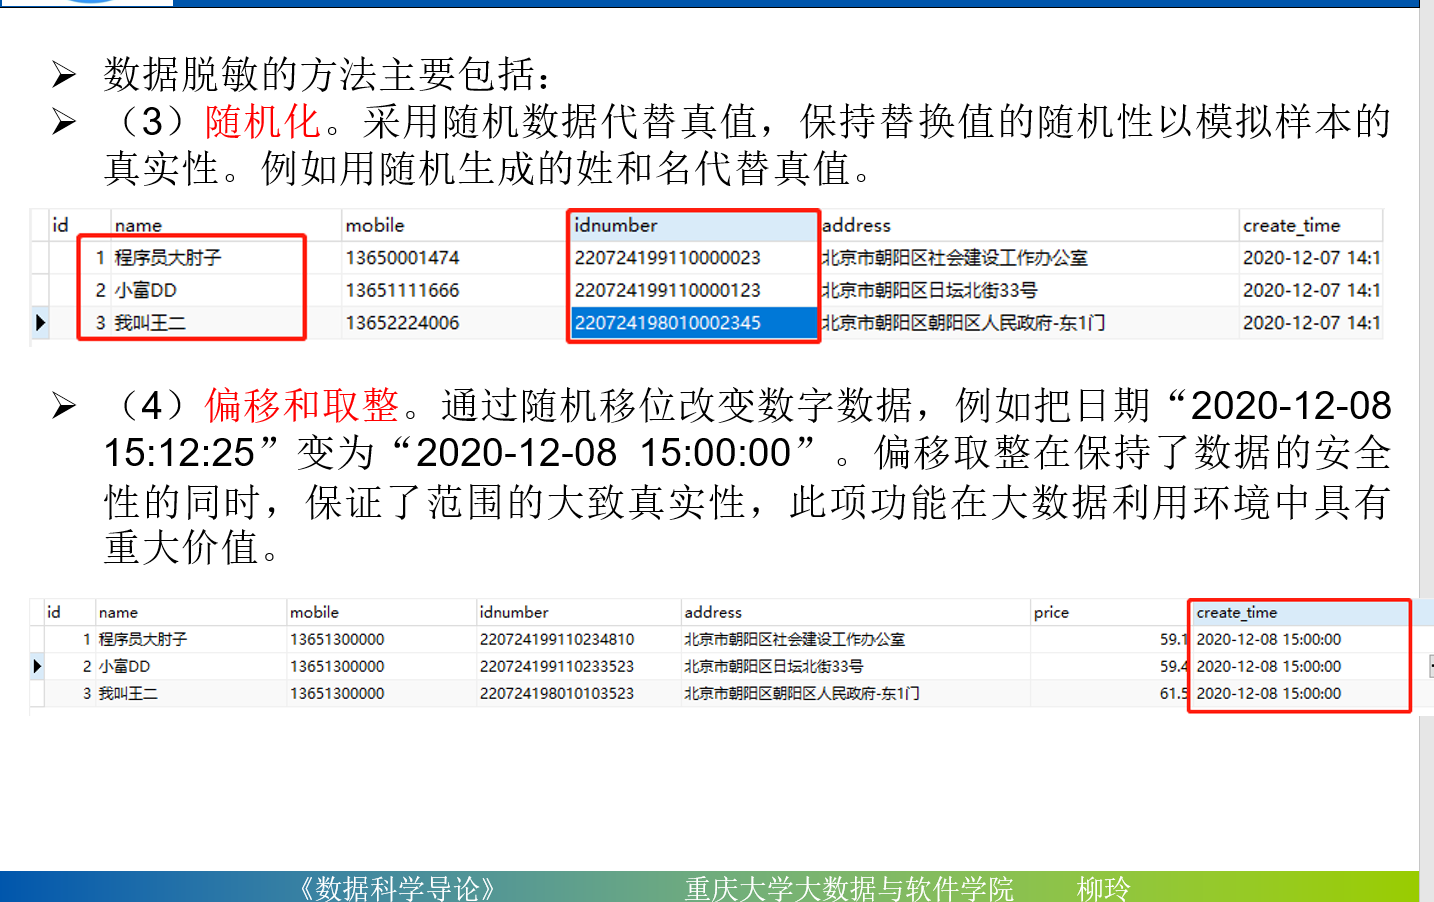 ➢ 数据脱敏的方法主要包括：
➢ （3）随机化。采用随机数据代替真值，保持替换值的随机性以模拟样本的
真实性。例如用随机生成的姓和名代替真值。
id name mobile idnumber address create_time
1 程序员大肘子 13650001474 220724199110000023 北京市朝阳区社会建设工作办公室 2020-12-07 14:1
2 小富DD 13651111666 220724199110000123 北京市朝阳区日坛北街33号 2020-12-07 14:1
3 我叫王二 13652224006 220724198010002345 北京市朝阳区朝阳区人民政府-东1门 2020-12-07 14:1
➢ （4）偏移和取整。通过随机移位改变数字数据，例如把日期“2020-12-08
15:12:25”变为“2020-12-08 15:00:00”。偏移取整在保持了数据的安全
性的同时，保证了范围的大致真实性，此项功能在大数据利用环境中具有
重大价值。
id name mobile idnumber address price create_time
1 程序员大肘子 13651300000 220724199110234810 北京市朝阳区社会建设工作办公室 59.1 2020-12-08 15:00:00
2 小富DD 13651300000 220724199110233523 北京市朝阳区日坛北街33号 59.4 2020-12-08 15:00:00
3 我叫王二 13651300000 220724198010103523 北京市朝阳区朝阳区人民政府-东1门 61.5 2020-12-08 15:00:00
《数据科学导论》 重庆大学大数据与软件学院 柳玲